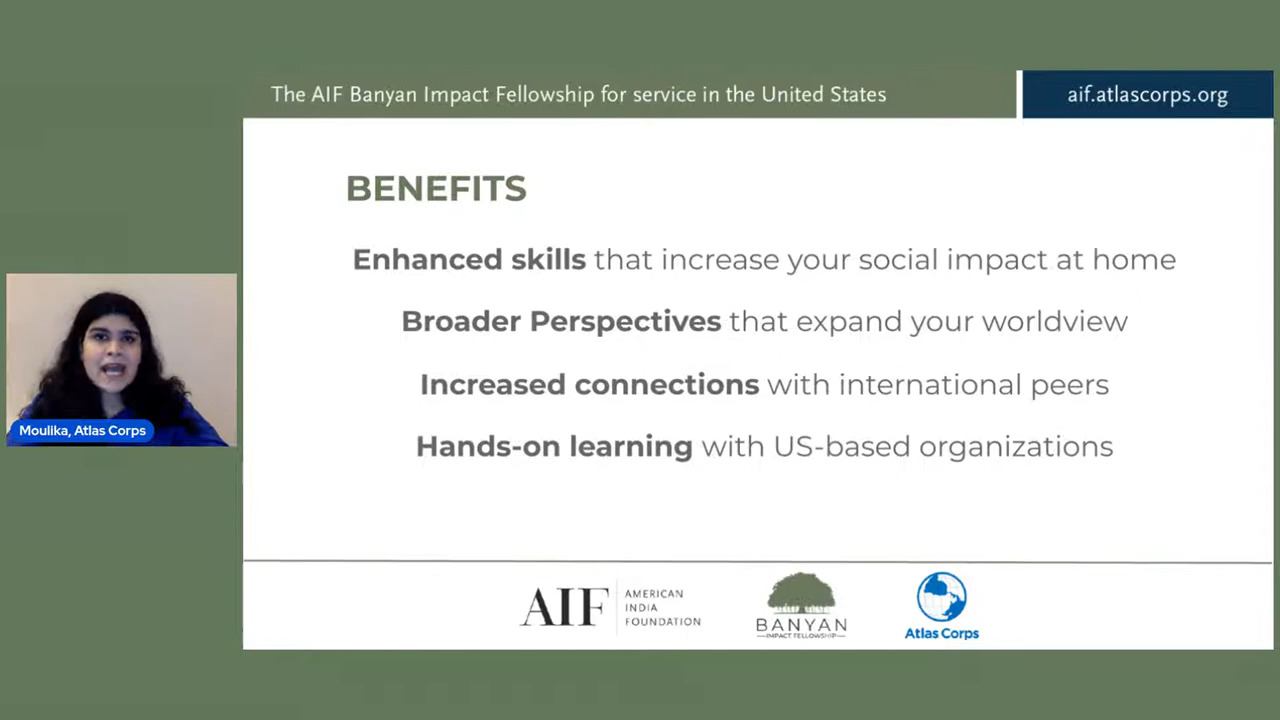 The AIF Banyan Impact Fellowship for service in the United States
aif.atlascorps.org
BENEFITS
Enhanced skills that increase your social impact at home
Broader Perspectives that expand your worldview
Increased connections with international peers
Hands-on learning with US-based organizations
Moulika, Atlas Corps
AIF
AMERICAN
INDIA
FOUNDATION
BANYAN
IMPACT FELLOWSHIP
Atlas Corps